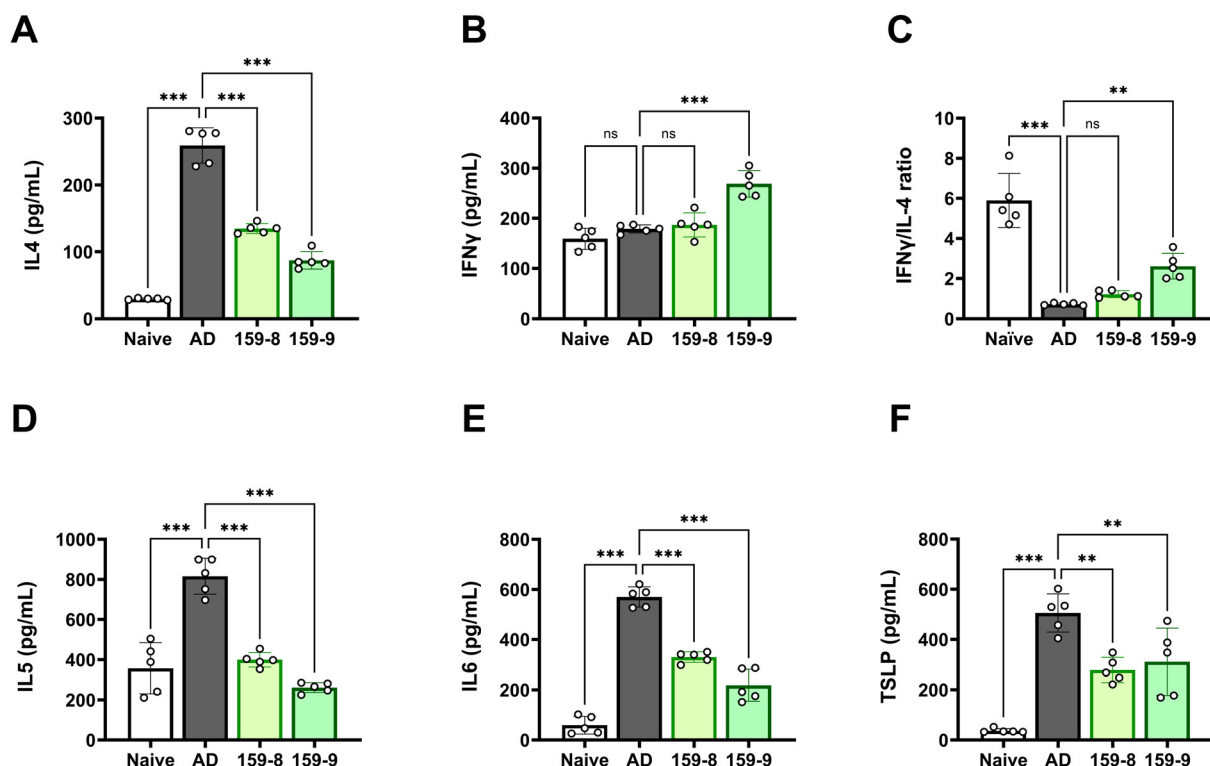 A
***
*** ***
IL4 (pg/mL)
300
200
100
0
Naive AD 159-8 159-9
B
***
ns ns
IFNγ (pg/mL)
400
300
200
100
0
Naive AD 159-8 159-9
C
**
*** ns
IFNγ/IL-4 ratio
10
8
6
4
2
0
Naïve AD 159-8 159-9
D
***
*** ***
IL5 (pg/mL)
1000
800
600
400
200
0
Naive AD 159-8 159-9
E
***
*** ***
IL6 (pg/mL)
800
600
400
200
0
Naive AD 159-8 159-9
F
**
*** **
TSLP (pg/mL)
800
600
400
200
0
Naive AD 159-8 159-9